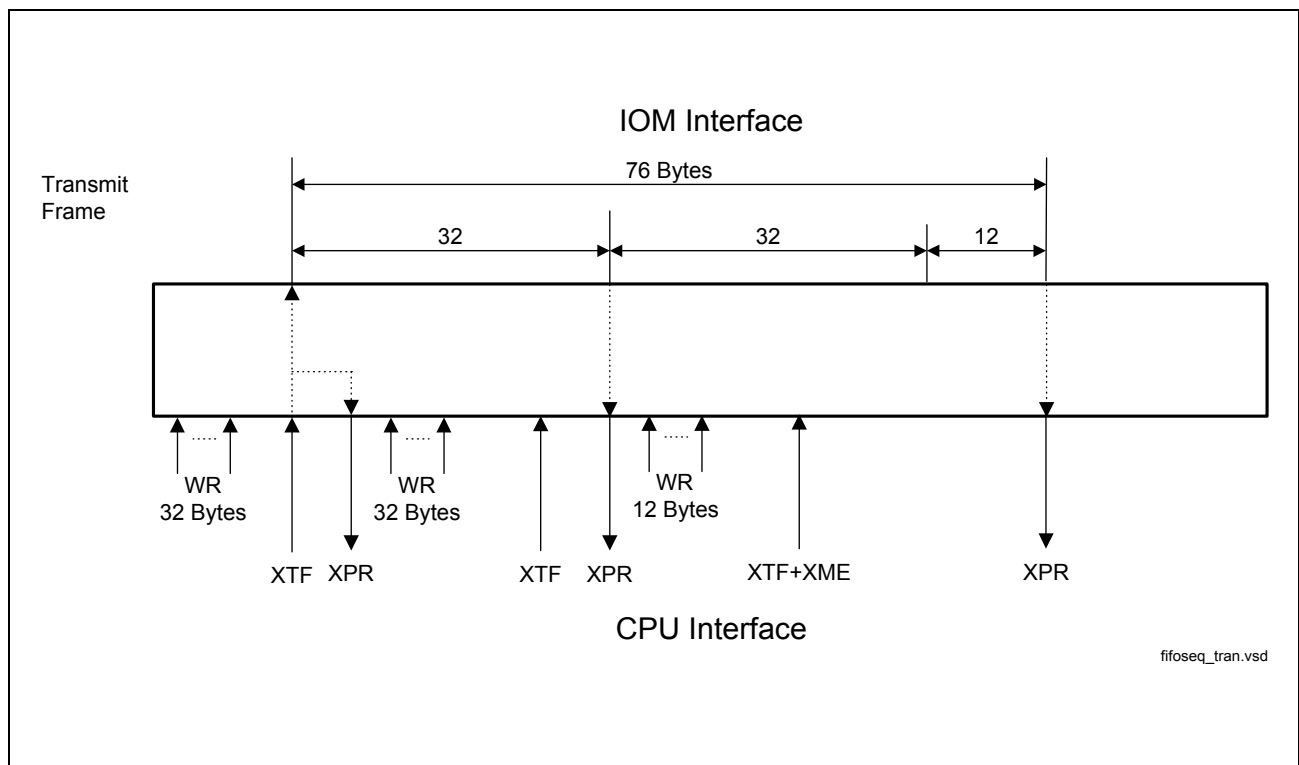 IOM Interface
76 Bytes
Transmit
Frame
32
32
12
WR
32 Bytes
WR
32 Bytes
WR
12 Bytes
XTF
XPR
XTF
XPR
XTF+XME
XPR
CPU Interface
fifoseq_tran.vsd